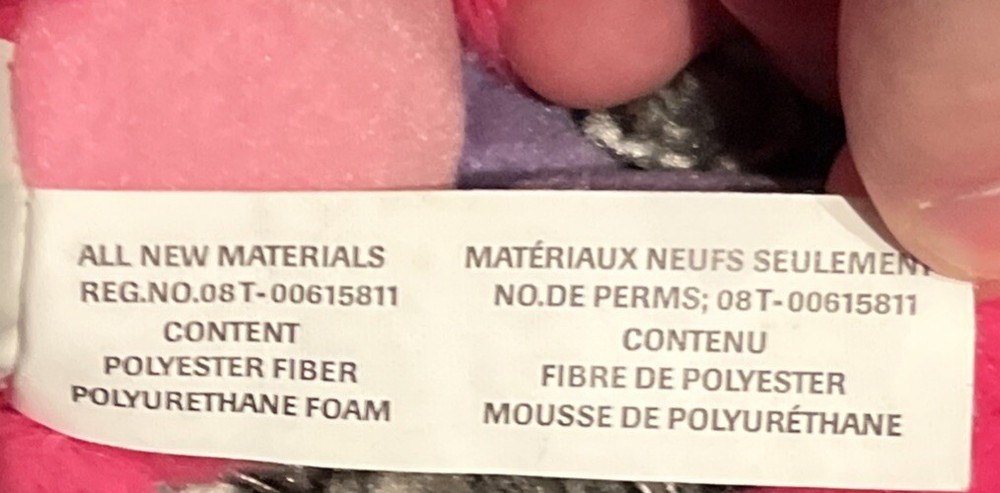 ALL NEW MATERIALS
REG.NO.08T-00615811
CONTENT
POLYESTER FIBER
POLYURETHANE FOAM
MATÉRIAUX NEUFS SEULEMENT
NO.DE PERMS; 08T-00615811
CONTENU
FIBRE DE POLYESTER
MOUSSE DE POLYURÉTHANE